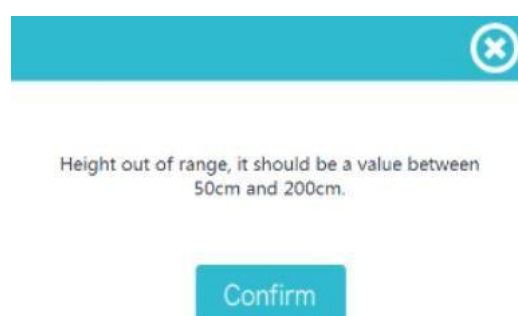 Height out of range, it should be a value between
50cm and 200cm.
Confirm